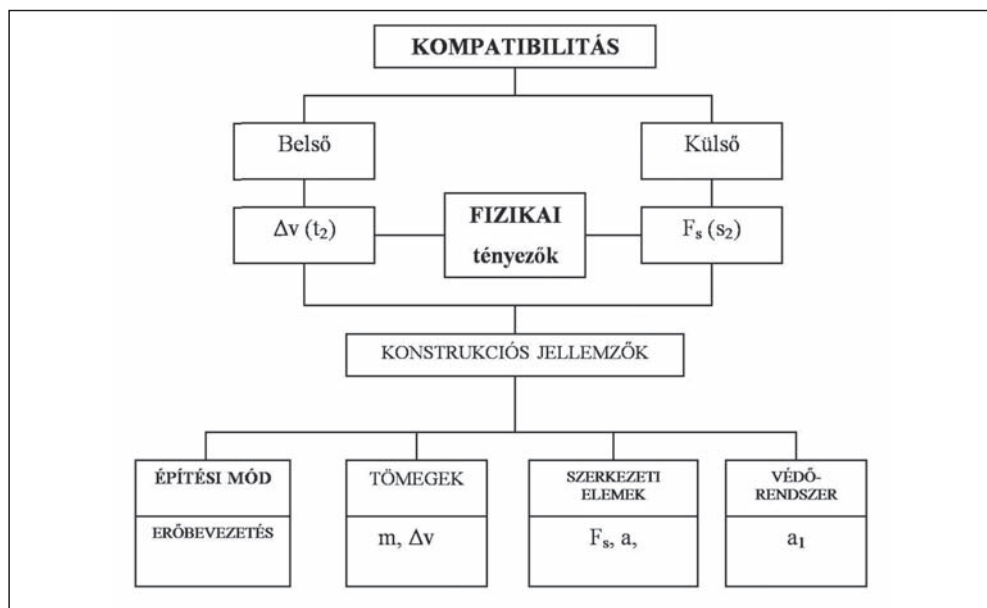 KOMPATIBILITÁS
Belső
Külső
Δv (t₂)
FIZIKAI
tényezők
Fₛ (s₂)
KONSTRUKCIÓS JELLEMZŐK
ÉPÍTÉSI MÓD
ERŐBEVEZETÉS
TÖMEGEK
m, Δv
SZERKEZETI
ELEMEK
Fₛ, a,
VÉDŐ-
RENDSZER
a₁